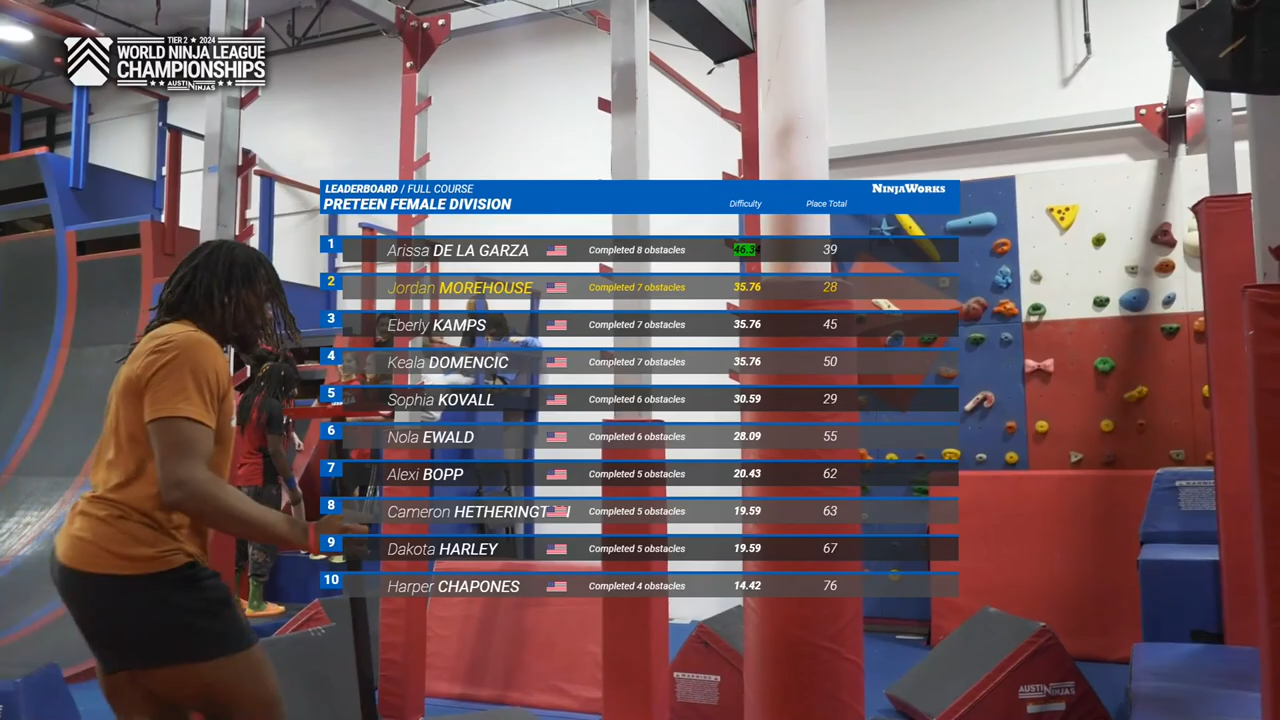 TIER 2 ★ 2024
WORLD NINJA LEAGUE
CHAMPIONSHIPS
AUSTIN NINJAS
LEADERBOARD / FULL COURSE
NINJAWORKS
PRETEEN FEMALE DIVISION Difficulty Place Total
1 Arissa DE LA GARZA Completed 8 obstacles 46.34 39
2 Jordan MOREHOUSE Completed 7 obstacles 35.76 28
3 Eberly KAMPS Completed 7 obstacles 35.76 45
4 Keala DOMENCIC Completed 7 obstacles 35.76 50
5 Sophia KOVALL Completed 6 obstacles 30.59 29
6 Nola EWALD Completed 6 obstacles 28.09 55
7 Alexi BOPP Completed 5 obstacles 20.43 62
8 Cameron Completed 5 obstacles 19.59 63
9 Dakota HARLEY Completed 5 obstacles 19.59 67
10 Harper CHAPONES Completed 4 obstacles 14.42 76
WARNING
WARNING
AUSTIN NINJAS